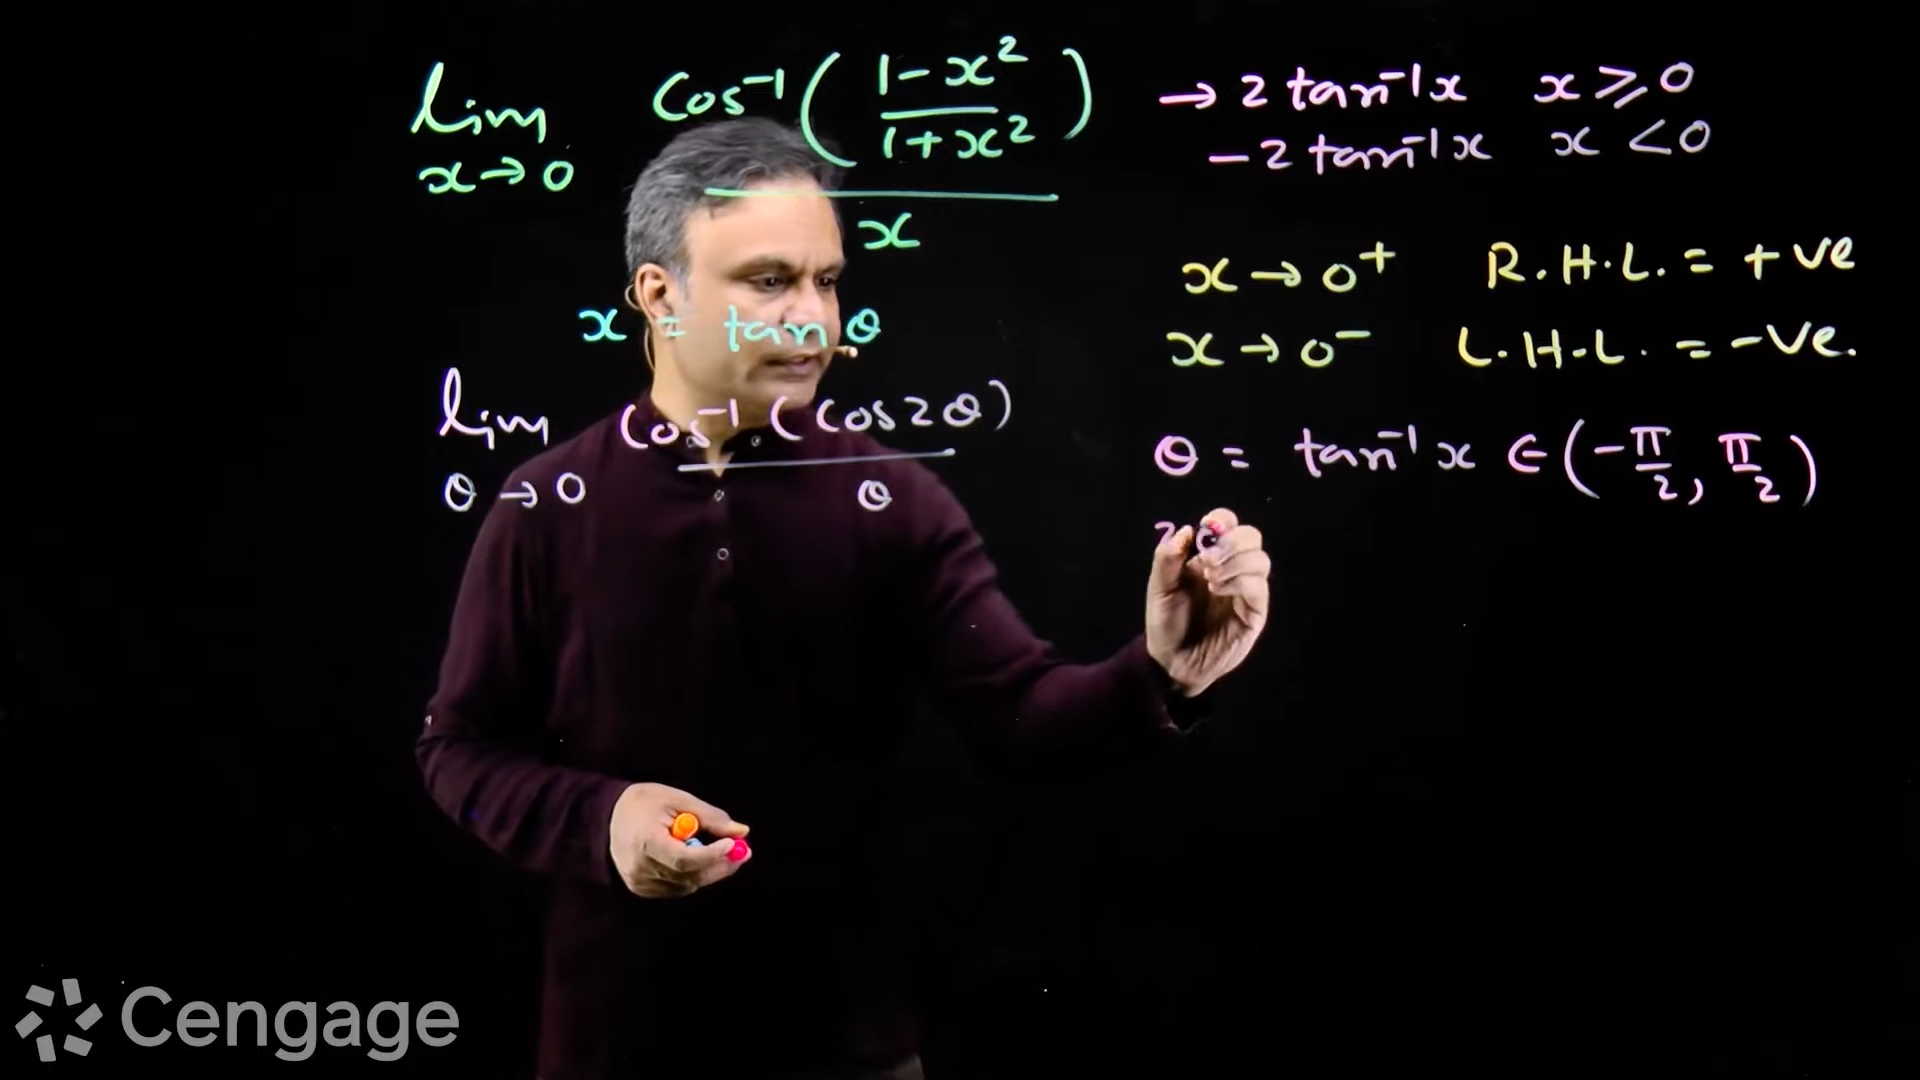 lim cos⁻¹(1-x²/1+x²) → 2 tan⁻¹x x ≥ 0
x→0 x
-2 tan⁻¹x x < 0
x → 0⁺ R.H.L. = +ve
x = tan θ
x → 0⁻ L.H.L. = -ve.
lim cos⁻¹(cos2θ)
θ → 0 θ
θ = tan⁻¹x ∈ (-π/2, π/2)
2θ
Cengage